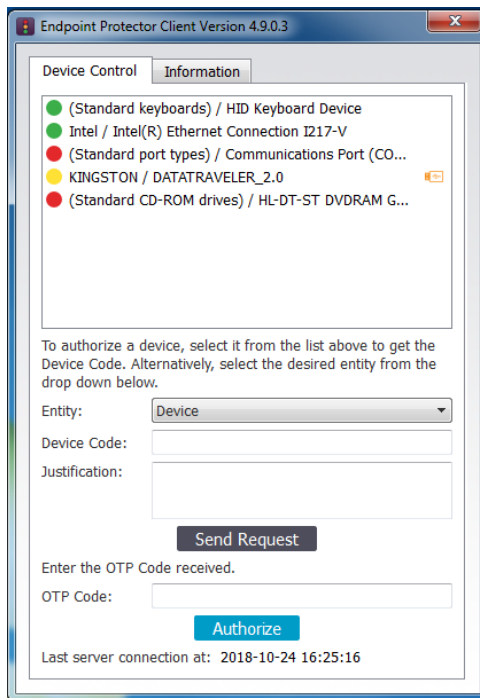 Endpoint Protector Client Version 4.9.0.3
Device Control
Information
(Standard keyboards) / HID Keyboard Device
Intel / Intel(R) Ethernet Connection I217-V
(Standard port types) / Communications Port (CO...
KINGSTON / DATATRAVELER_2.0
(Standard CD-ROM drives) / HL-DT-ST DVDRAM G...
To authorize a device, select it from the list above to get the
Device Code. Alternatively, select the desired entity from the
drop down below.
Entity: Device
Device Code:
Justification:
Send Request
Enter the OTP Code received.
OTP Code:
Authorize
Last server connection at: 2018-10-24 16:25:16